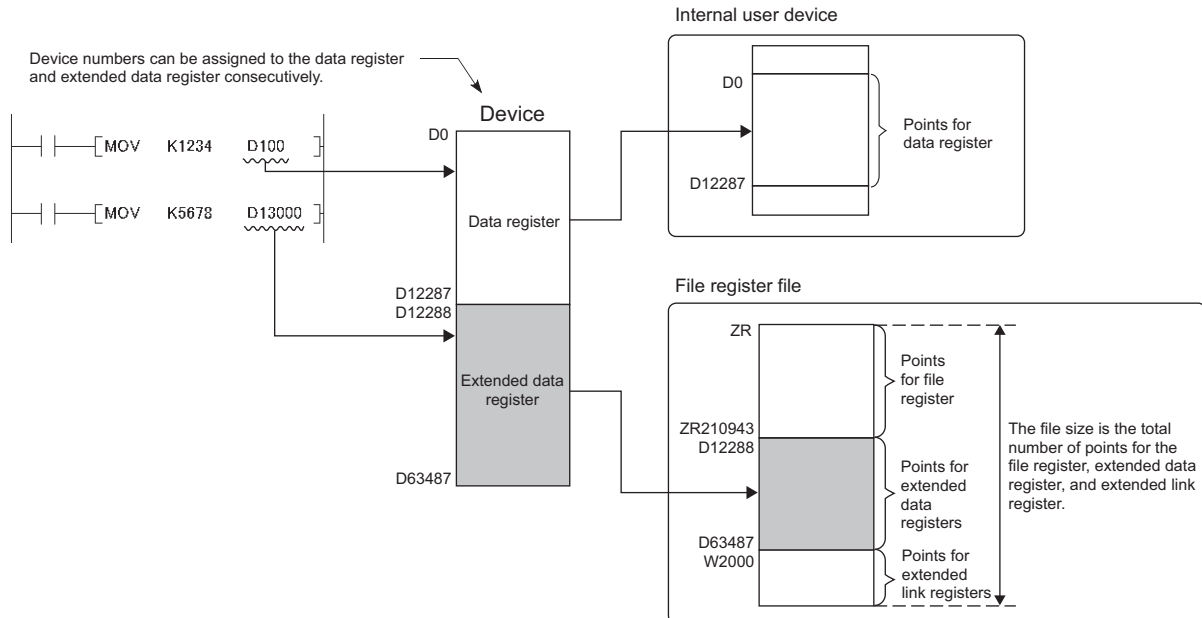 Internal user device
Device numbers can be assigned to the data register
and extended data register consecutively.
Device
D0
MOV K1234 D100
MOV K5678 D13000
Data register
D12287
D12288
Extended data
register
D63487
D0
Points for
data register
D12287
File register file
ZR
Points
for file
register
ZR210943
D12288
Points for
extended
data
registers
D63487
W2000
Points for
extended
link registers
The file size is the total
number of points for the
file register, extended data
register, and extended link
register.